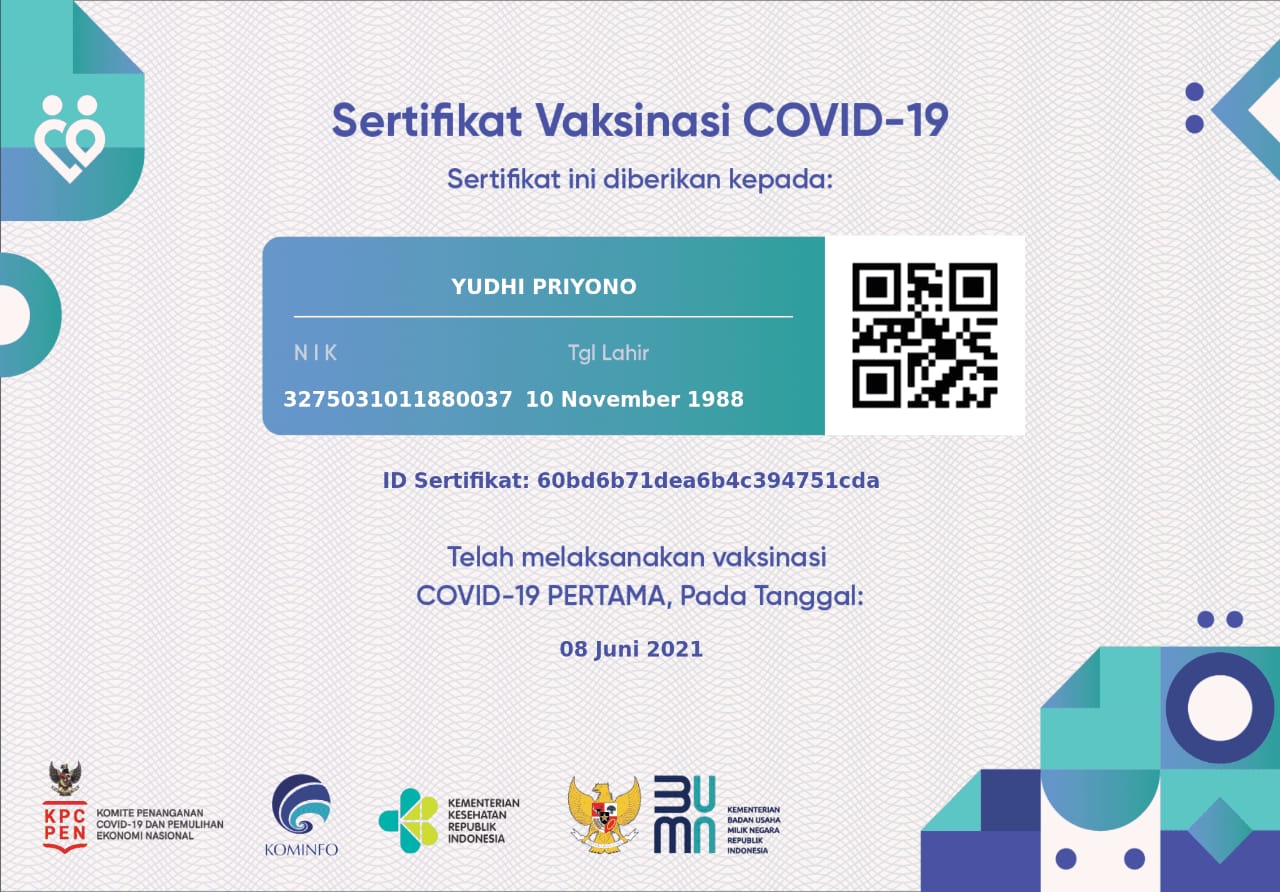 Sertifikat Vaksinasi COVID-19
Sertifikat ini diberikan kepada:
YUDHI PRIYONO
NIK Tgl Lahir
3275031011880037 10 November 1988
ID Sertifikat: 60bd6b71dea6b4c394751cda
Telah melaksanakan vaksinasi
COVID-19 PERTAMA, Pada Tanggal:
08 Juni 2021
KPC
PEN
KOMITE PENANGANAN
COVID-19 DAN PEMULIHAN
EKONOMI NASIONAL
KOMINFO
KEMENTERIAN
KESEHATAN
REPUBLIK
INDONESIA
BUMN
KEMENTERIAN
BADAN USAHA
MILIK NEGARA
REPUBLIK
INDONESIA